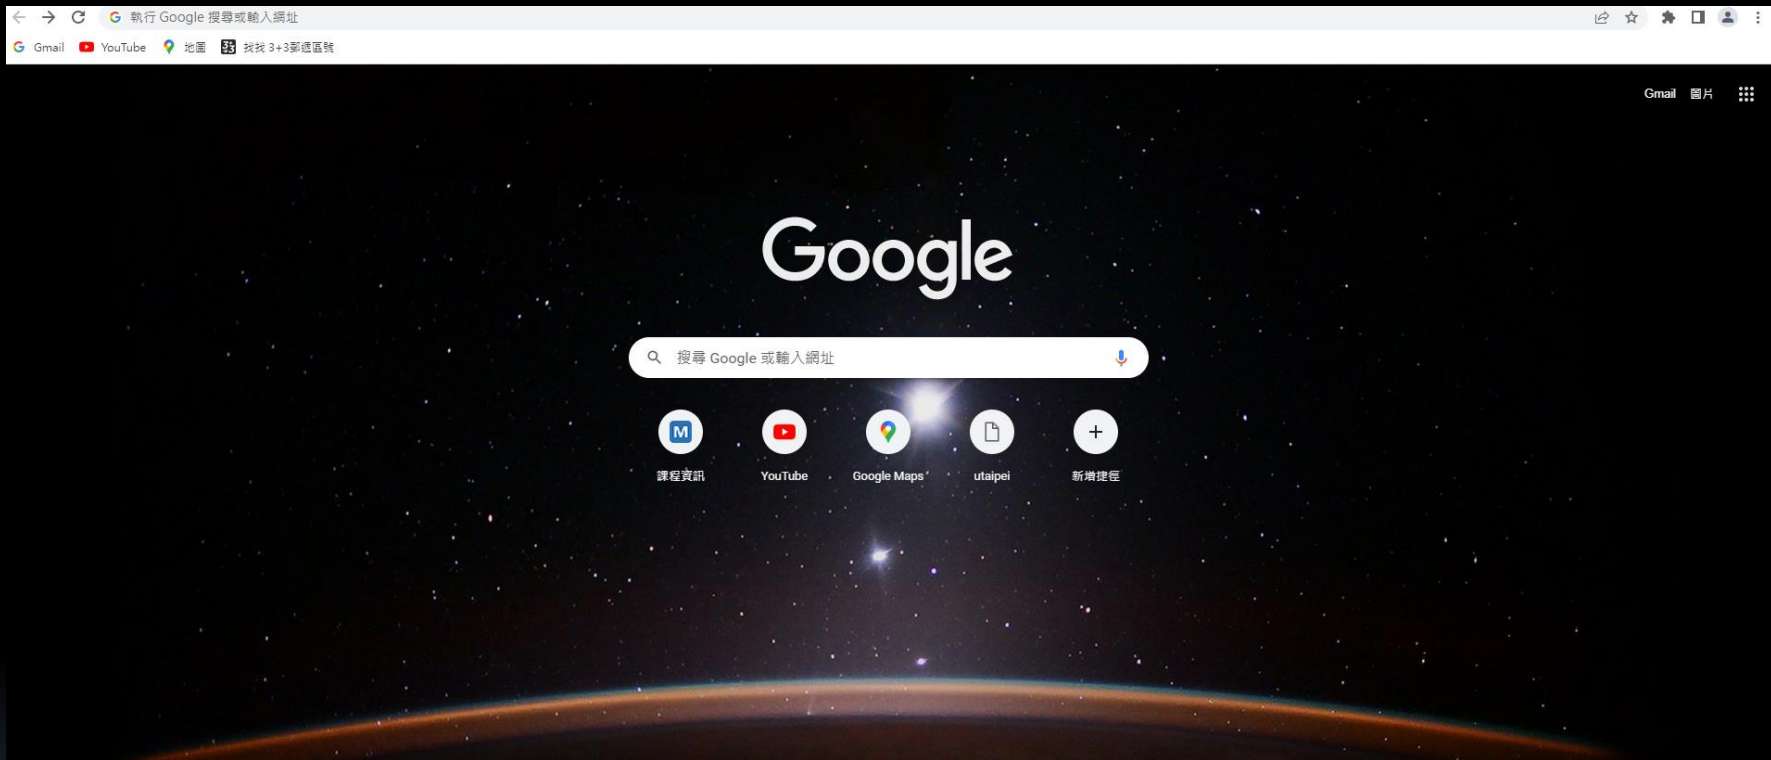 執行 Google 搜尋或輸入網址
Gmail YouTube 地圖 找找 3+3郵遞區號
Gmail 圖片
Google
搜尋 Google 或輸入網址
課程資訊 YouTube Google Maps utaipei 新增捷徑